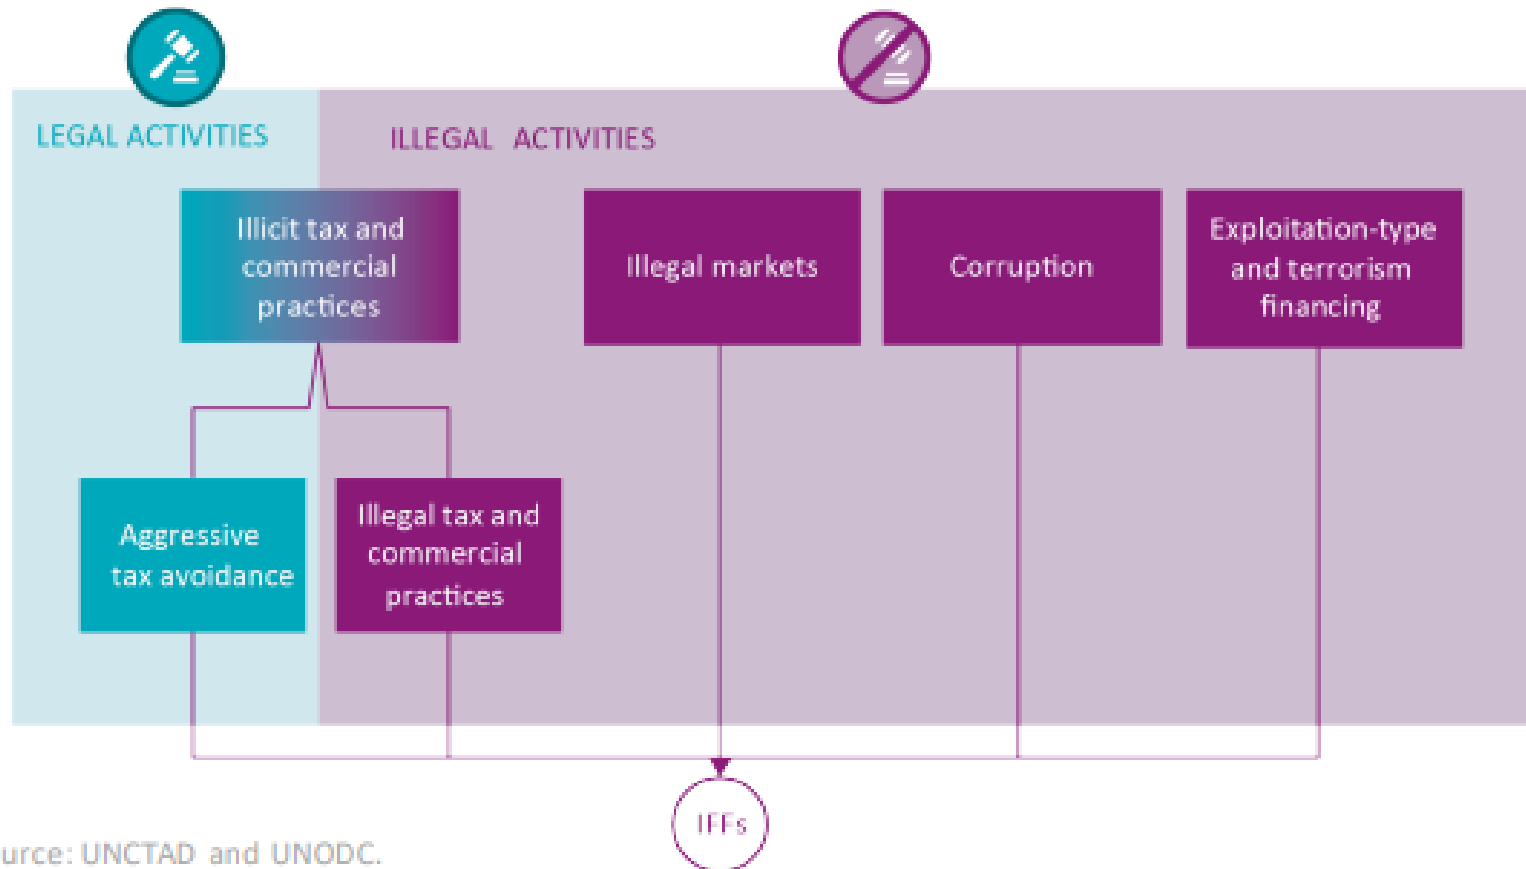 LEGAL ACTIVITIES
ILLEGAL ACTIVITIES
Illicit tax and
commercial
practices
Illegal markets
Corruption
Exploitation-type
and terrorism
financing
Aggressive
tax avoidance
Illegal tax and
commercial
practices
IFFs
urce: UNCTAD and UNODC.